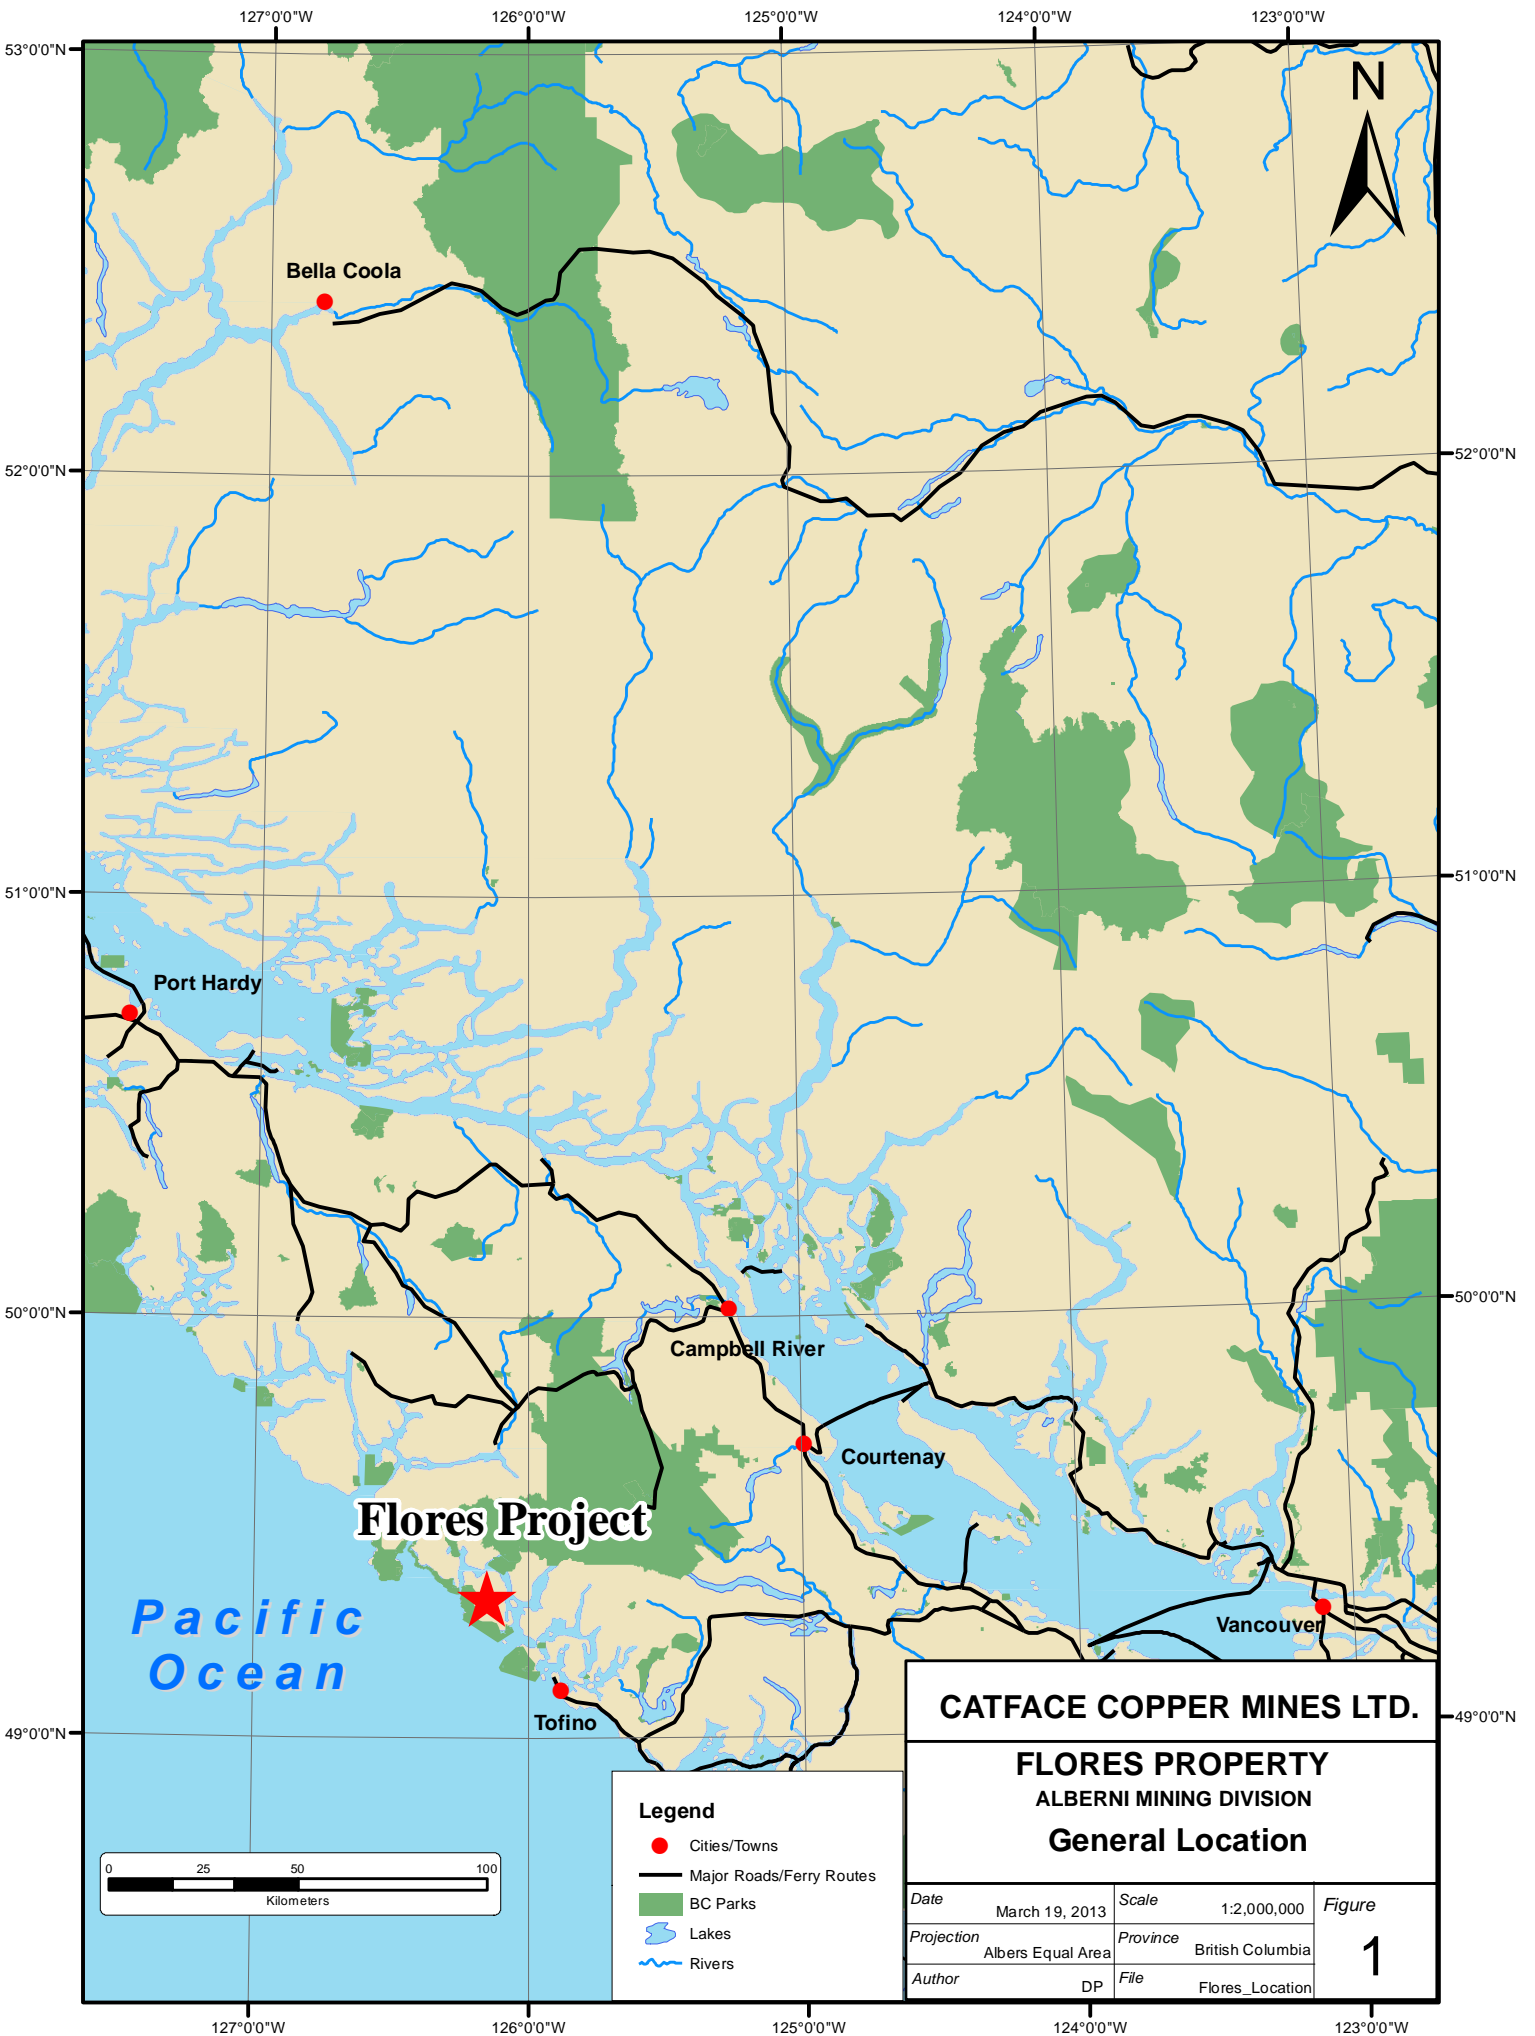 127°0'0"W 126°0'0"W 125°0'0"W 124°0'0"W 123°0'0"W
53°0'0"N
N
Bella Coola
52°0'0"N 52°0'0"N
51°0'0"N 51°0'0"N
Port Hardy
50°0'0"N 50°0'0"N
Campbell River
Courtenay
Flores Project
Pacific
Ocean
Vancouver
Tofino
49°0'0"N 49°0'0"N
CATFACE COPPER MINES LTD.
FLORES PROPERTY
ALBERNI MINING DIVISION
General Location
Legend
Cities/Towns
Major Roads/Ferry Routes
BC Parks
Lakes
Rivers
0 25 50 100
Kilometers
Date March 19, 2013 Scale 1:2,000,000 Figure
Projection Albers Equal Area Province British Columbia 1
Author DP File Flores_Location
127°0'0"W 126°0'0"W 125°0'0"W 124°0'0"W 123°0'0"W